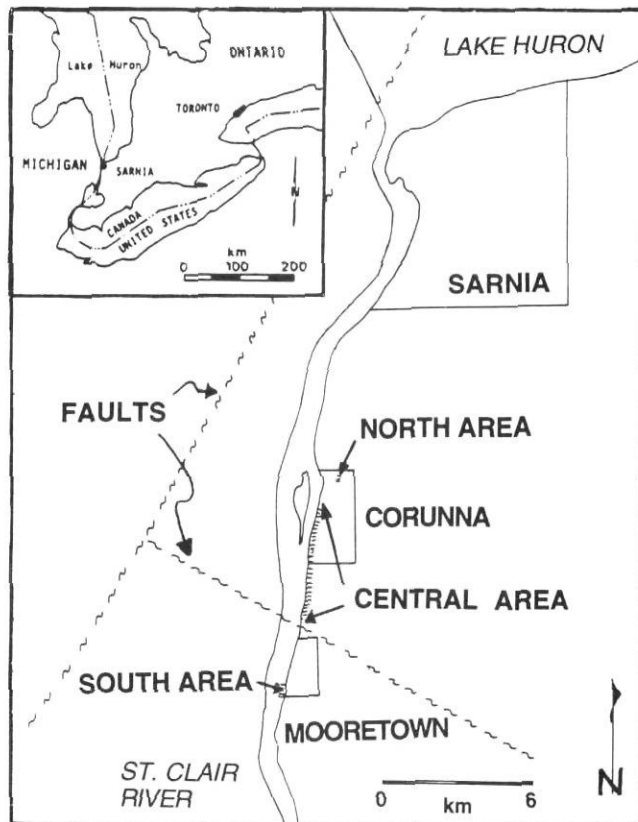 LAKE HURON
ONTARIO
Lake Huron
TORONTO
MICHIGAN
SARNIA
CANADA
UNITED STATES
N
km
0 100 200
SARNIA
FAULTS
NORTH AREA
CORUNNA
CENTRAL AREA
SOUTH AREA
MOORETOWN
ST. CLAIR
RIVER
0 6
km
N